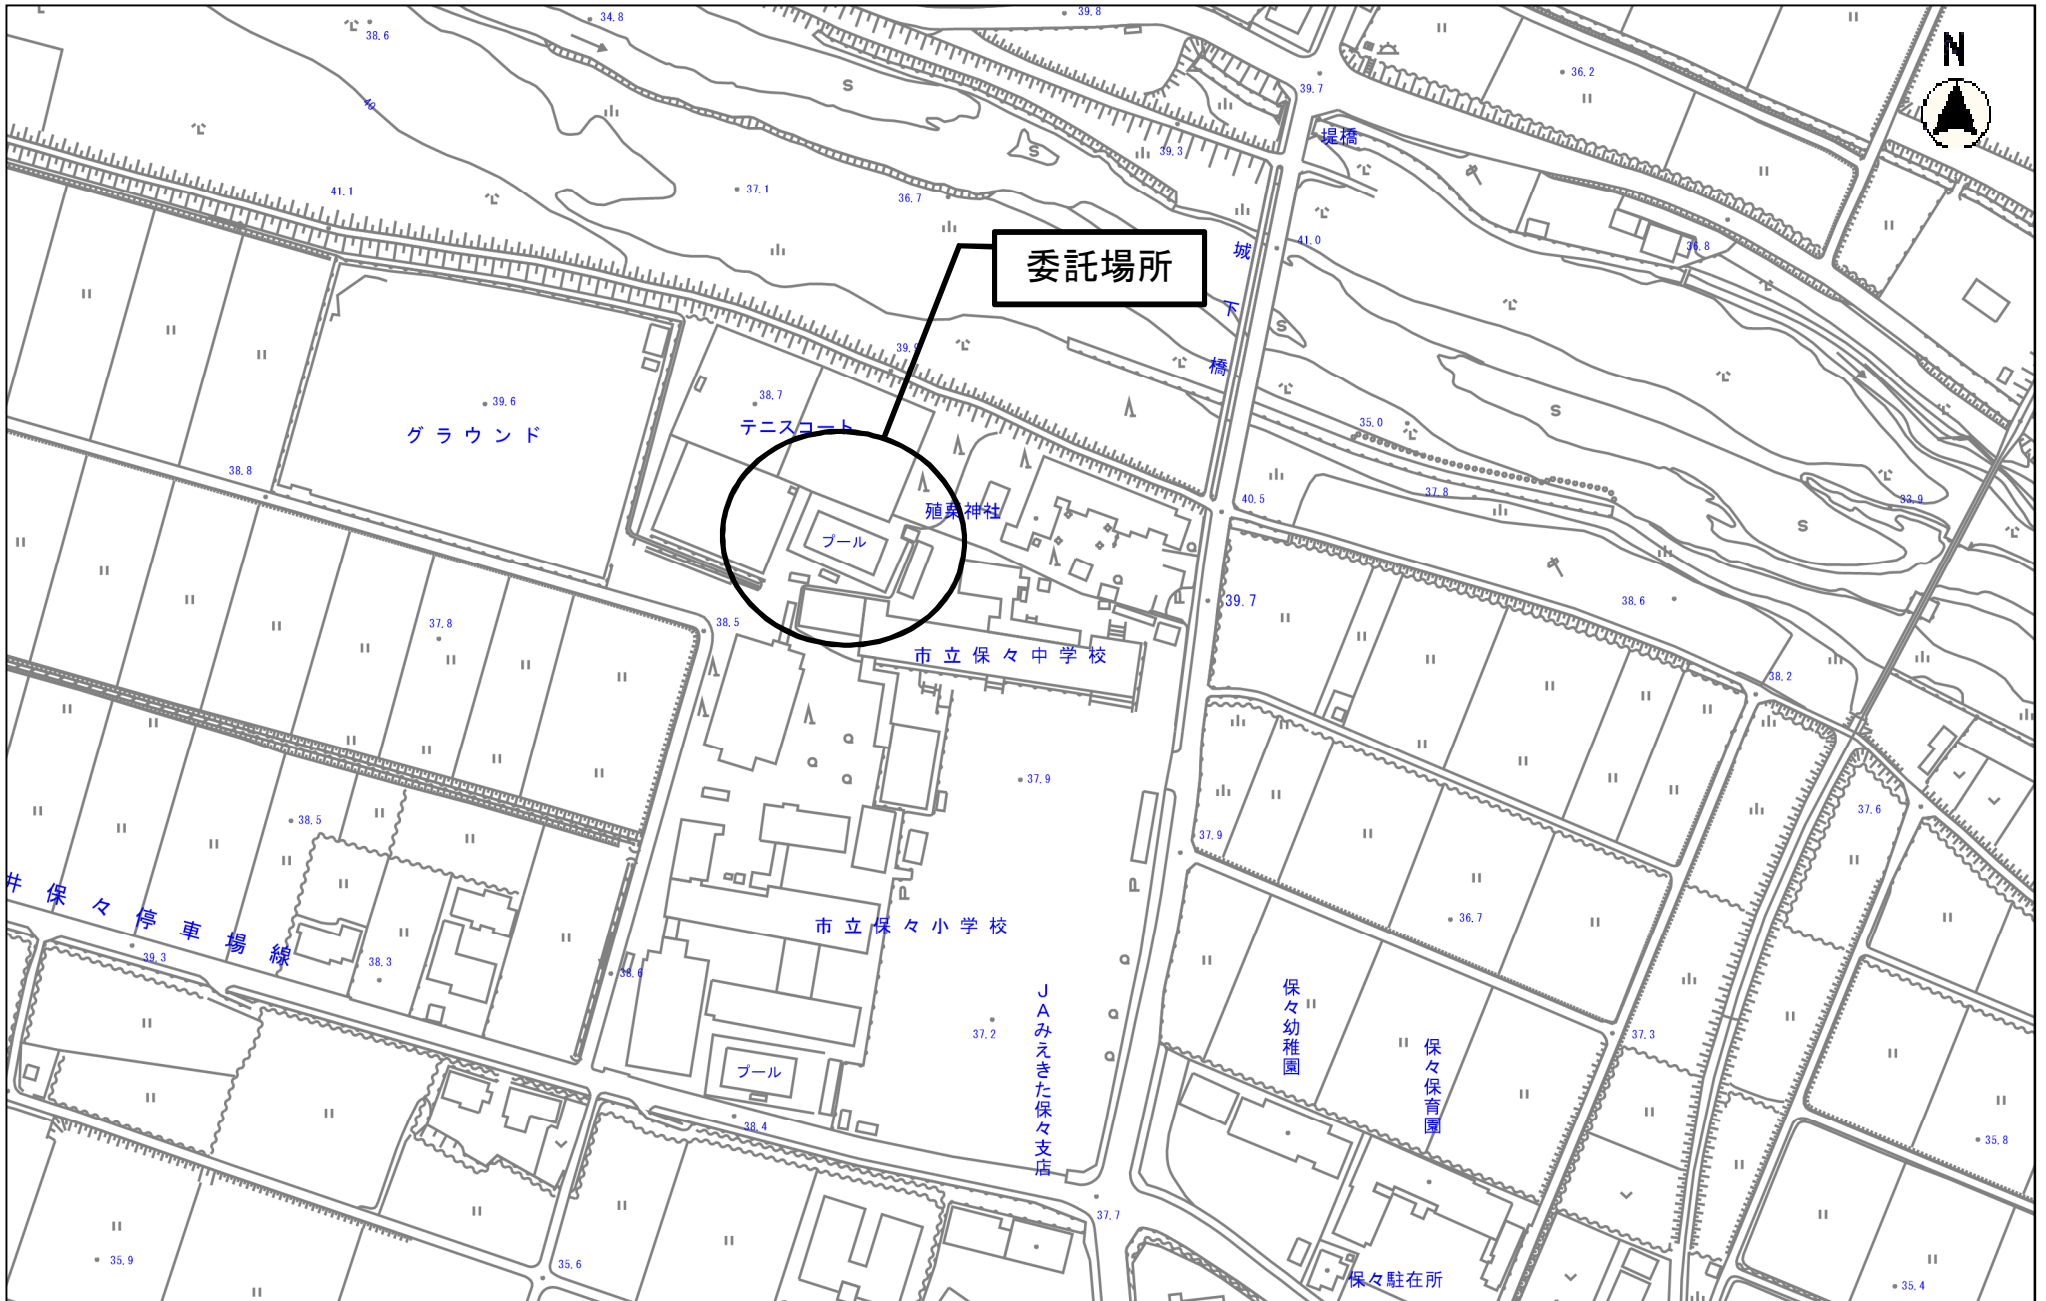 34.8
39.8
38.6
N
36.2
39.7
40
S
堤橋
39.3
S
41.1
37.1
36.7
36.8
城下橋
41.0
委託場所
S
39.9
38.7
39.6
テニスコート
グラウンド
35.0
S
38.8
37.8
33.9
40.5
殖栗神社
S
プール
38.6
39.7
38.5
37.8
市立保々中学校
38.2
37.9
37.6
38.5
37.9
井保々停車場線
36.7
市立保々小学校
39.3
38.3
38.6
JAみえきた保々支店
保々幼稚園
37.2
37.3
保々保育園
プール
38.4
35.8
37.7
35.9
35.6
保々駐在所
35.4